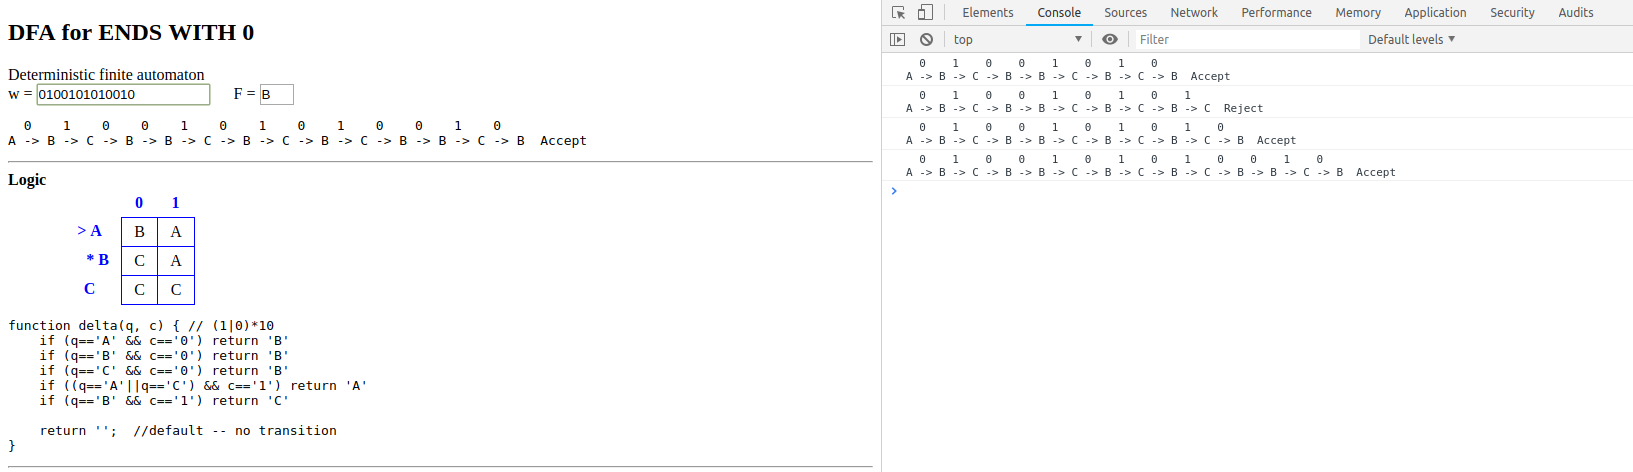 DFA for ENDS WITH 0
Deterministic finite automaton
w = 0100101010010 F = B
0 1 0 0 1 0 1 0 1 0 0 1 0
A -> B -> C -> B -> B -> C -> B -> C -> B -> C -> B -> B -> C -> B Accept
Logic
0 1
> A B A
* B C A
C C C
function delta(q, c) { // (1|0)*10
if (q=='A' && c=='0') return 'B'
if (q=='B' && c=='0') return 'B'
if (q=='C' && c=='0') return 'B'
if ((q=='A'||q=='C') && c=='1') return 'A'
if (q=='B' && c=='1') return 'C'
return ''; //default -- no transition
}
Elements Console Sources Network Performance Memory Application Security Audits
top Filter Default levels
0 1 0 0 1 0 1 0
A -> B -> C -> B -> B -> C -> B -> C -> B Accept
0 1 0 0 1 0 1 0 1
A -> B -> C -> B -> B -> C -> B -> C -> B -> C Reject
0 1 0 0 1 0 1 0 1 0
A -> B -> C -> B -> B -> C -> B -> C -> B -> C -> B Accept
0 1 0 0 1 0 1 0 1 0 0 1 0
A -> B -> C -> B -> B -> C -> B -> C -> B -> C -> B -> B -> C -> B Accept